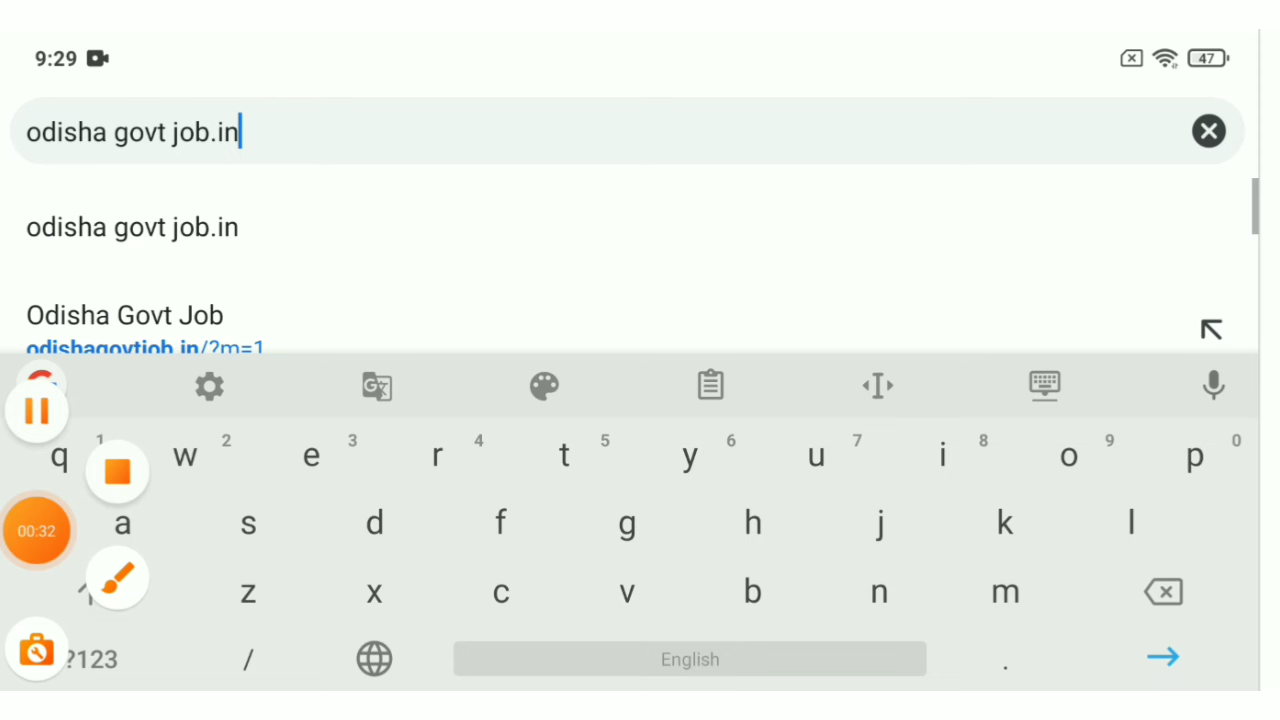 9:29
47
odisha govt job.in
odisha govt job.in
Odisha Govt Job
odishagovtjob.in/?m=1
q 1 w 2 e 3 r 4 t 5 y 6 u 7 i 8 o 9 p 0
00:32 a s d f g h j k l
z x c v b n m
?123 / English .